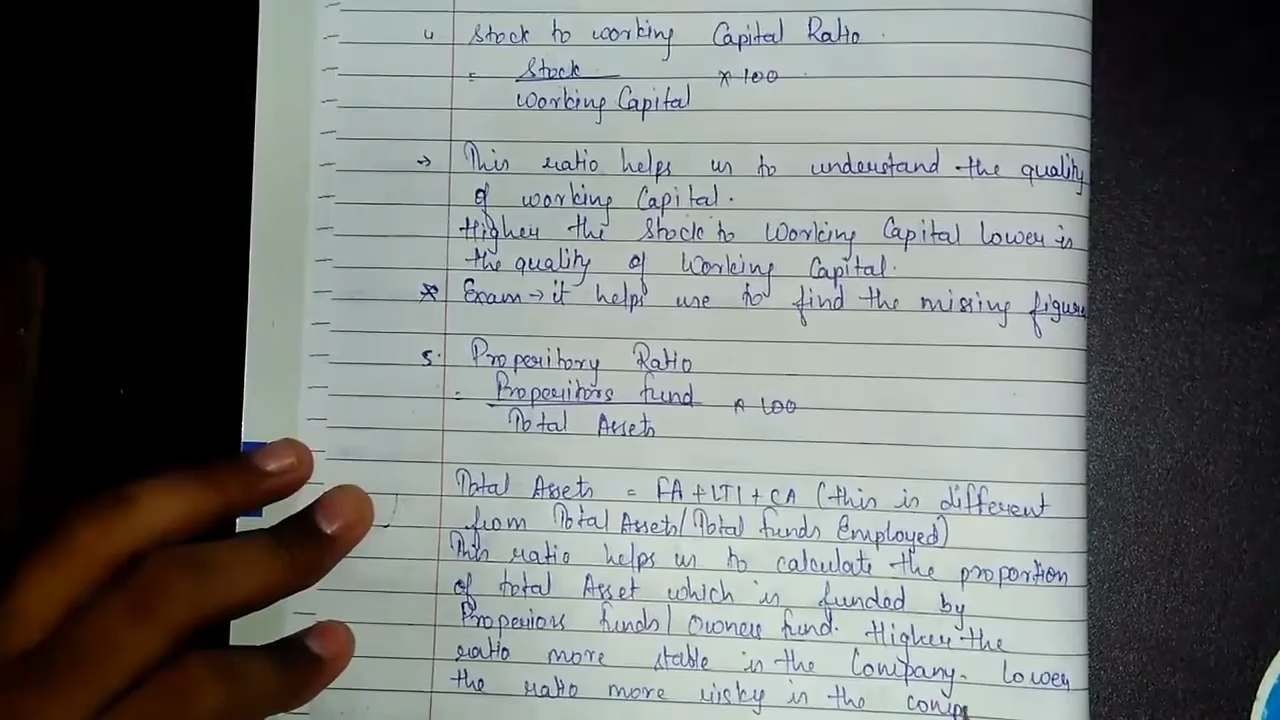 4 Stock to working Capital Ratio.
= Stock × 100
Working Capital
→ This ratio helps us to understand the quality
of working Capital.
Higher the Stock to Working Capital lower is
the quality of Working Capital.
* Exam → it helps use to find the missing figure
5. Properitory Ratio
= Properitors fund × 100
Total Assets
Total Assets = FA + LTI + CA (this is different
from Total Assets/Total funds Employed)
This ratio helps us to calculate the proportion
of total Asset which is funded by
Properiors funds/ Owners fund. Higher the
ratio more stable is the Company. Lower
the ratio more risky is the comp